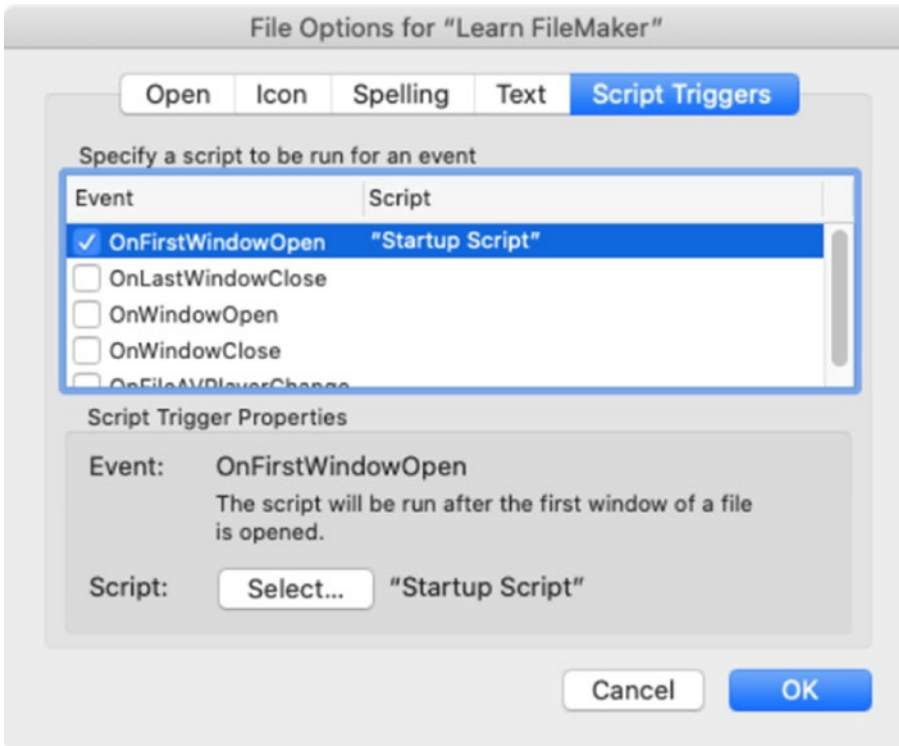 File Options for “Learn FileMaker”
Open Icon Spelling Text Script Triggers
Specify a script to be run for an event
Event Script
OnFirstWindowOpen “Startup Script”
OnLastWindowClose
OnWindowOpen
OnWindowClose
OnFileAVPlayerChange
Script Trigger Properties
Event: OnFirstWindowOpen
The script will be run after the first window of a file
is opened.
Script: Select... “Startup Script”
Cancel OK